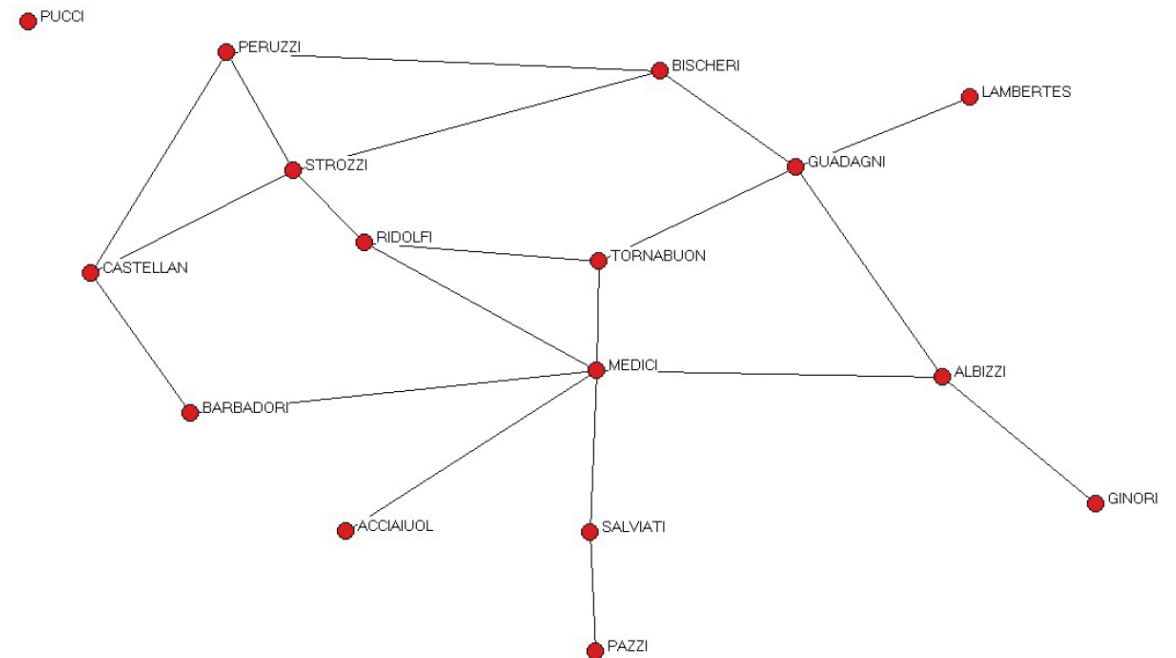 PUCCI
PERUZZI
BISCHERI
LAMBERTES
STROZZI
GUADAGNI
RIDOLFI
TORNABUON
CASTELLAN
MEDICI
ALBIZZI
BARBADORI
GINORI
ACCIAIUOL
SALVIATI
PAZZI